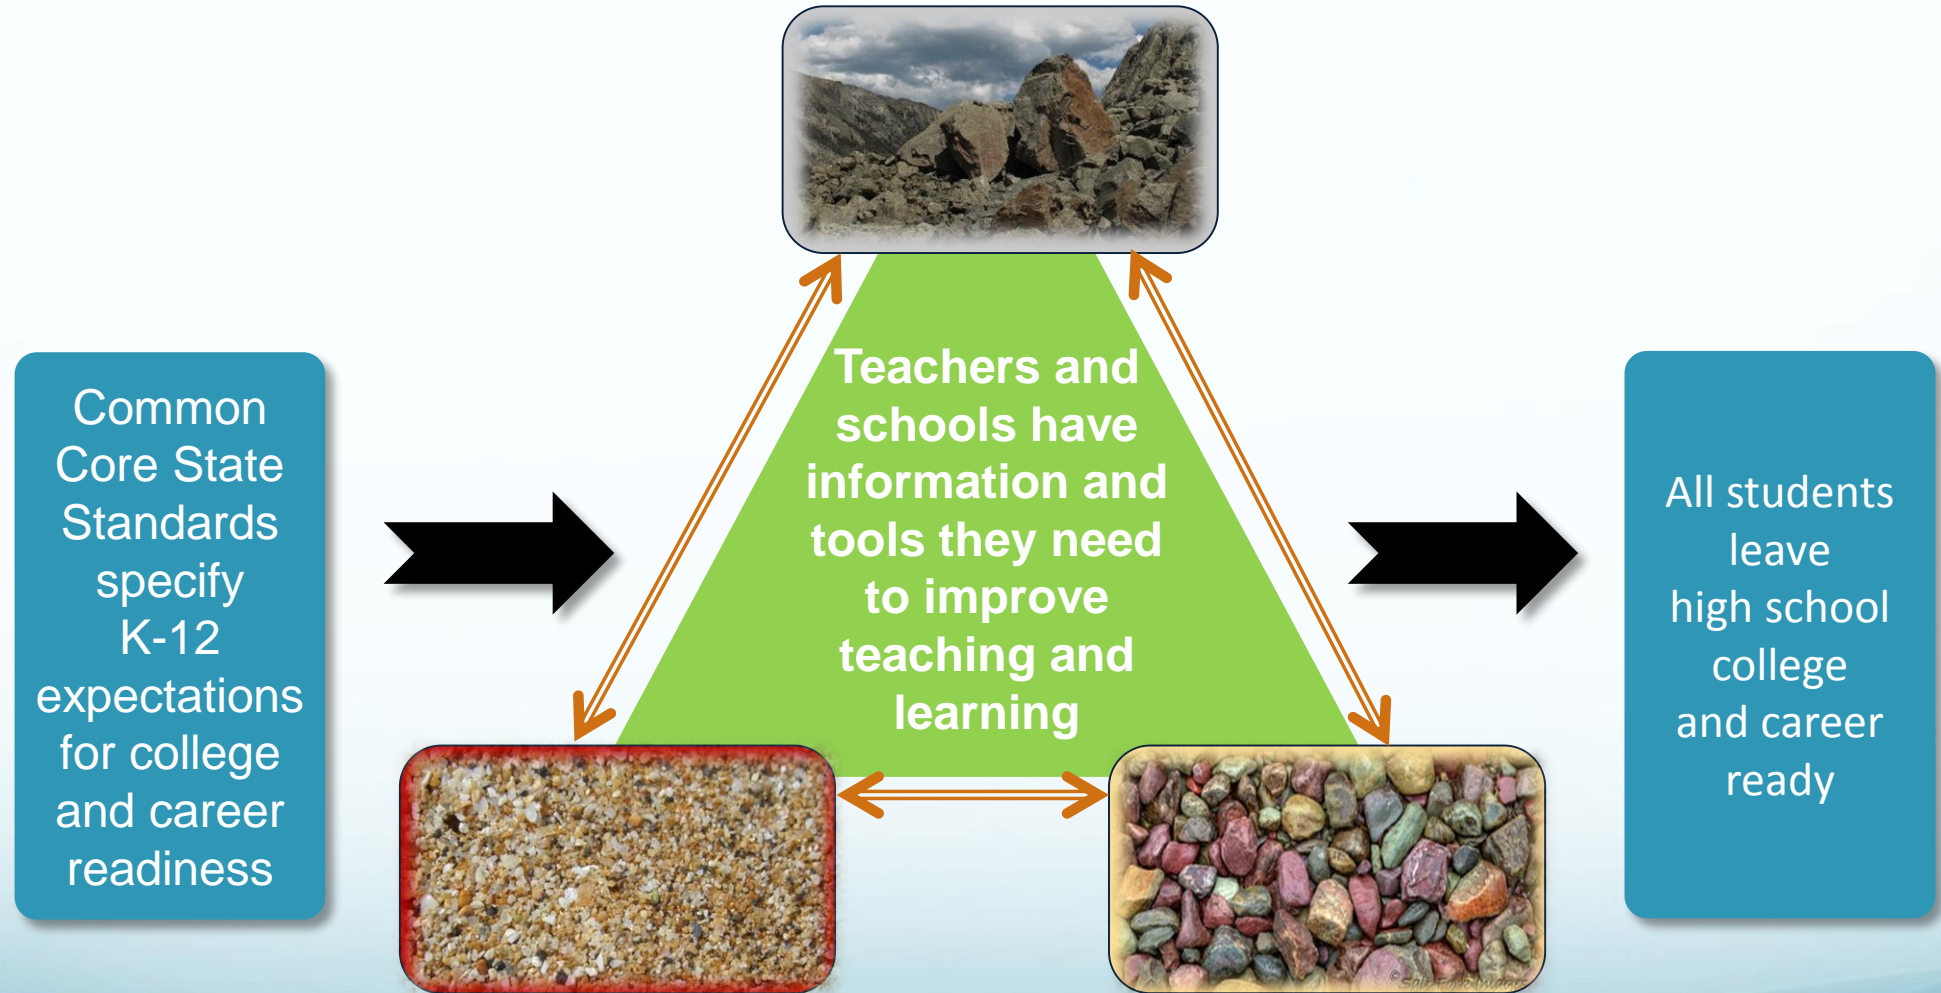 Common
Core State
Standards
specify
K-12
expectations
for college
and career
readiness
Teachers and
schools have
information and
tools they need
to improve
teaching and
learning
All students
leave
high school
college
and career
ready